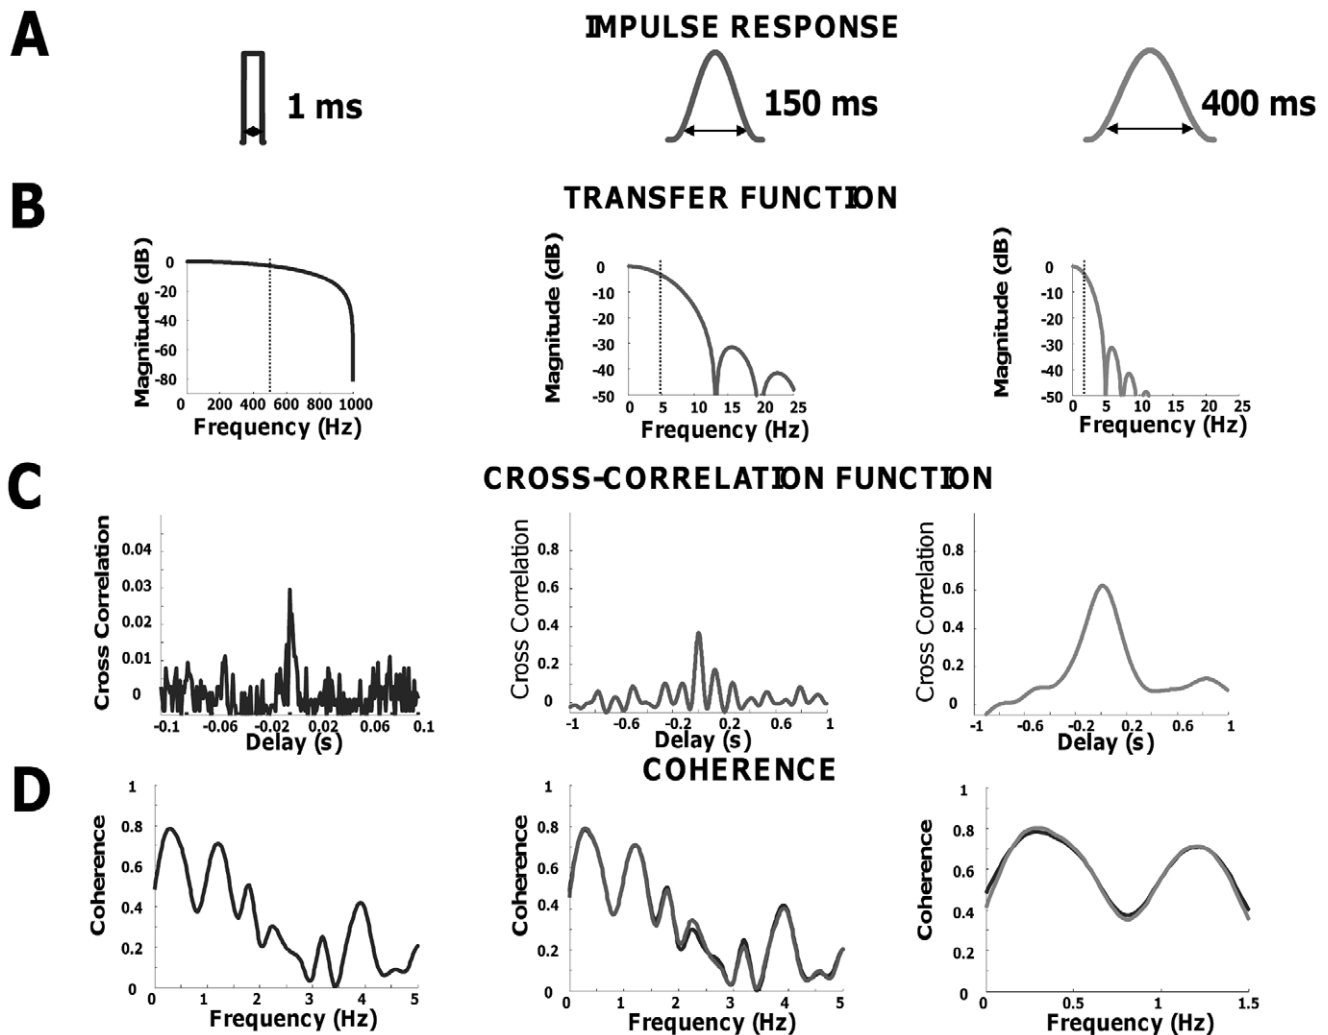 A
IMPULSE RESPONSE
1 ms
150 ms
400 ms
B
TRANSFER FUNCTION
Magnitude (dB)
0
-20
-40
-60
-80
0 200 400 600 800 1000
Frequency (Hz)
Magnitude (dB)
0
-10
-20
-30
-40
-50
0 5 10 15 20 25
Frequency (Hz)
Magnitude (dB)
0
-10
-20
-30
-40
-50
0 5 10 15 20 25
Frequency (Hz)
C
CROSS-CORRELATION FUNCTION
Cross Correlation
0.04
0.03
0.02
0.01
0
-0.1 -0.06 -0.02 0.02 0.06 0.1
Delay (s)
Cross Correlation
0.8
0.6
0.4
0.2
0
-1 -0.6 -0.2 0.2 0.6 1
Delay (s)
Cross Correlation
0.8
0.6
0.4
0.2
0
-1 -0.6 -0.2 0.2 0.6 1
Delay (s)
D
COHERENCE
Coherence
1
0.8
0.6
0.4
0.2
0
0 1 2 3 4 5
Frequency (Hz)
Coherence
1
0.8
0.6
0.4
0.2
0
0 1 2 3 4 5
Frequency (Hz)
Coherence
1
0.8
0.6
0.4
0.2
0
0 0.5 1 1.5
Frequency (Hz)